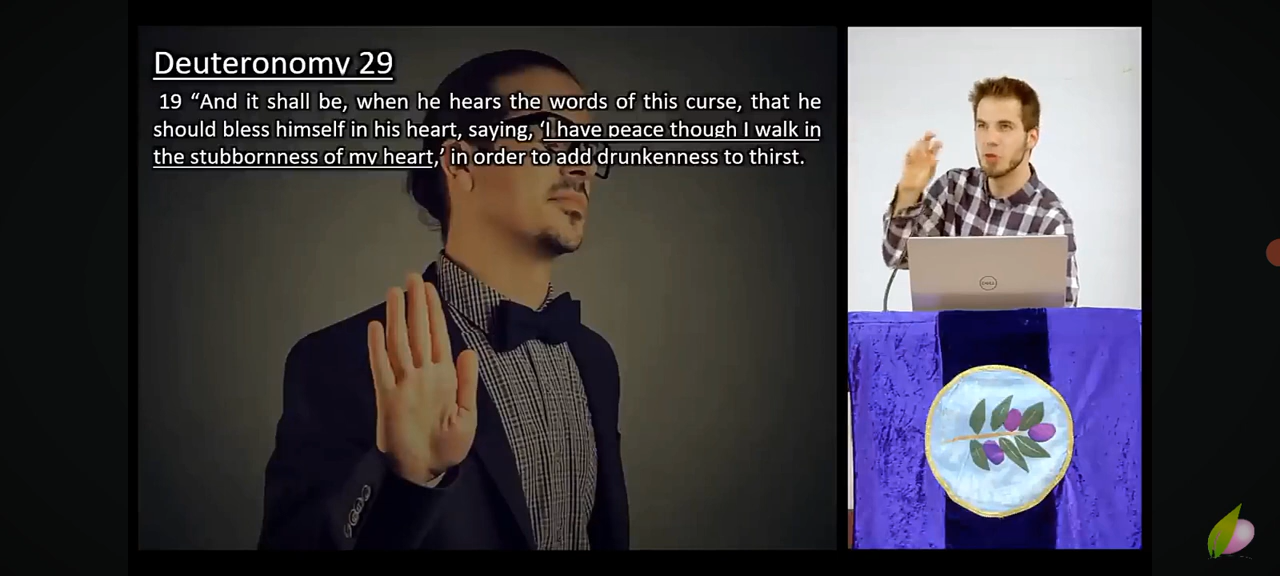 Deuteronomy 29
19 “And it shall be, when he hears the words of this curse, that he
should bless himself in his heart, saying, ‘I have peace though I walk in
the stubbornness of my heart,’ in order to add drunkenness to thirst.
DELL